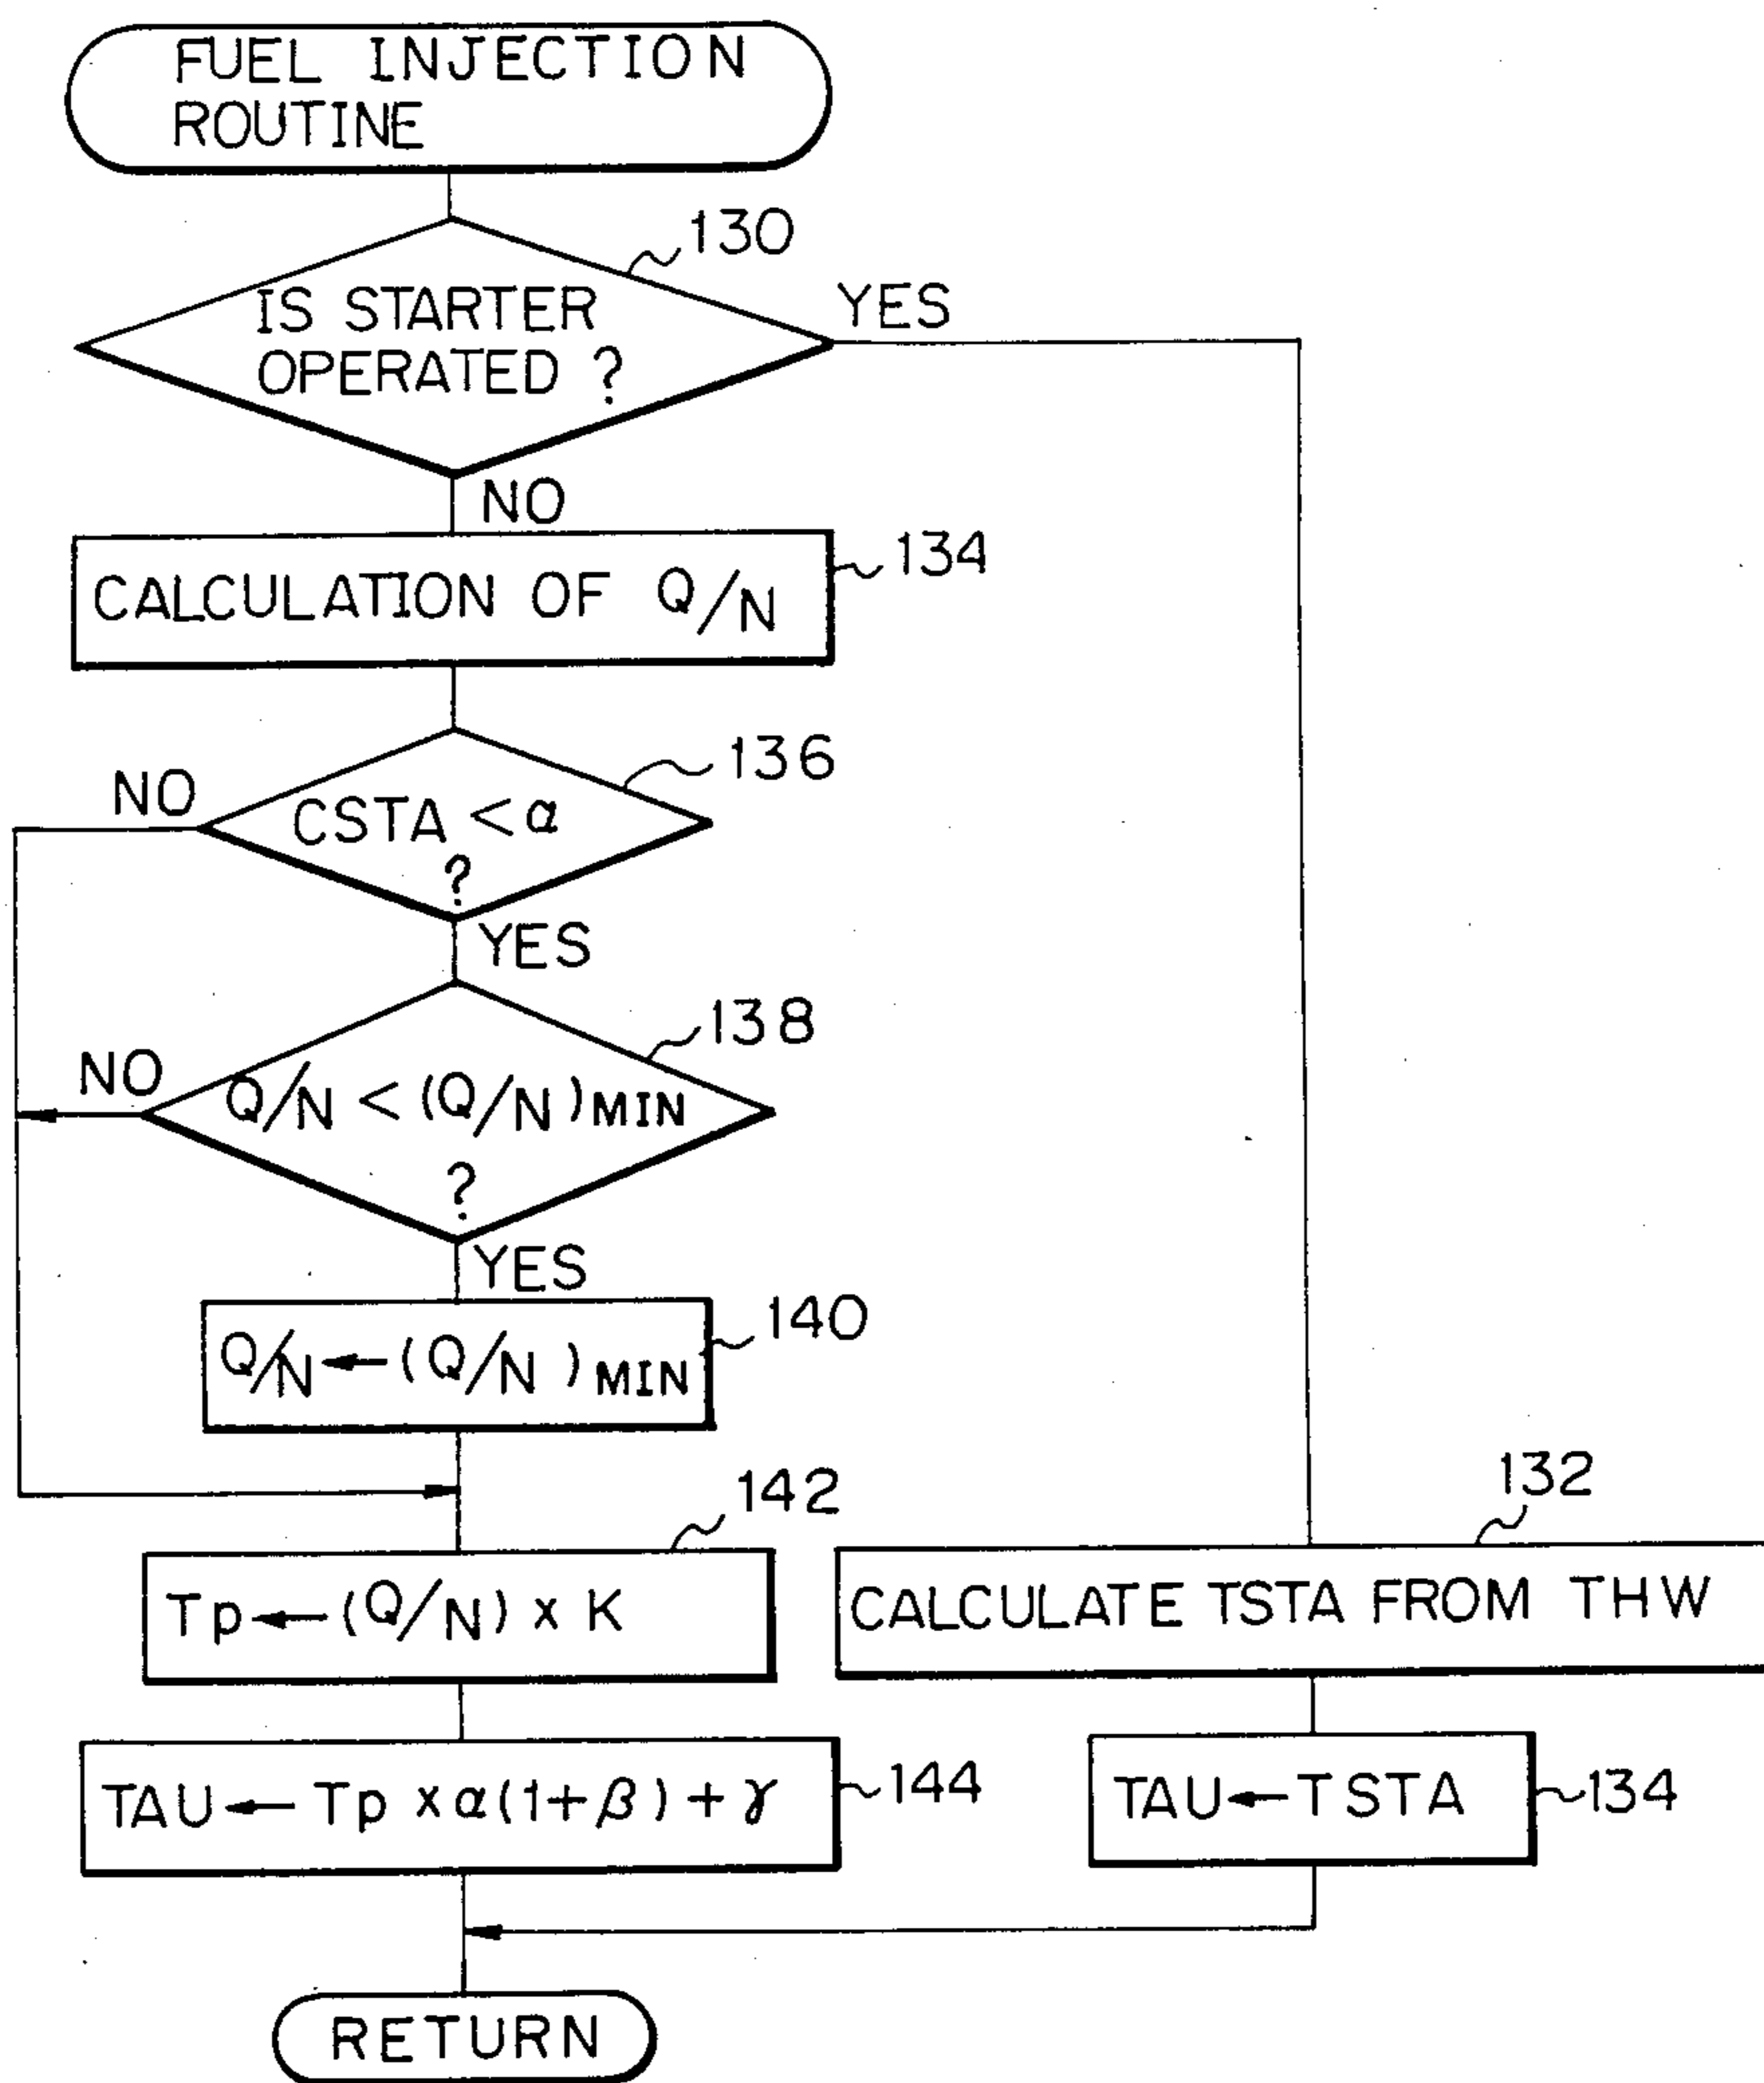 FUEL INJECTION
ROUTINE
130
IS STARTER
OPERATED ?
YES
NO
134
CALCULATION OF Q/N
136
NO
CSTA < α
?
YES
138
NO
Q/N < (Q/N)MIN
?
YES
140
Q/N ← (Q/N)MIN
142
Tp ← (Q/N) x K
132
CALCULATE TSTA FROM THW
144
TAU ← Tp x α(1+β) + γ
134
TAU ← TSTA
RETURN